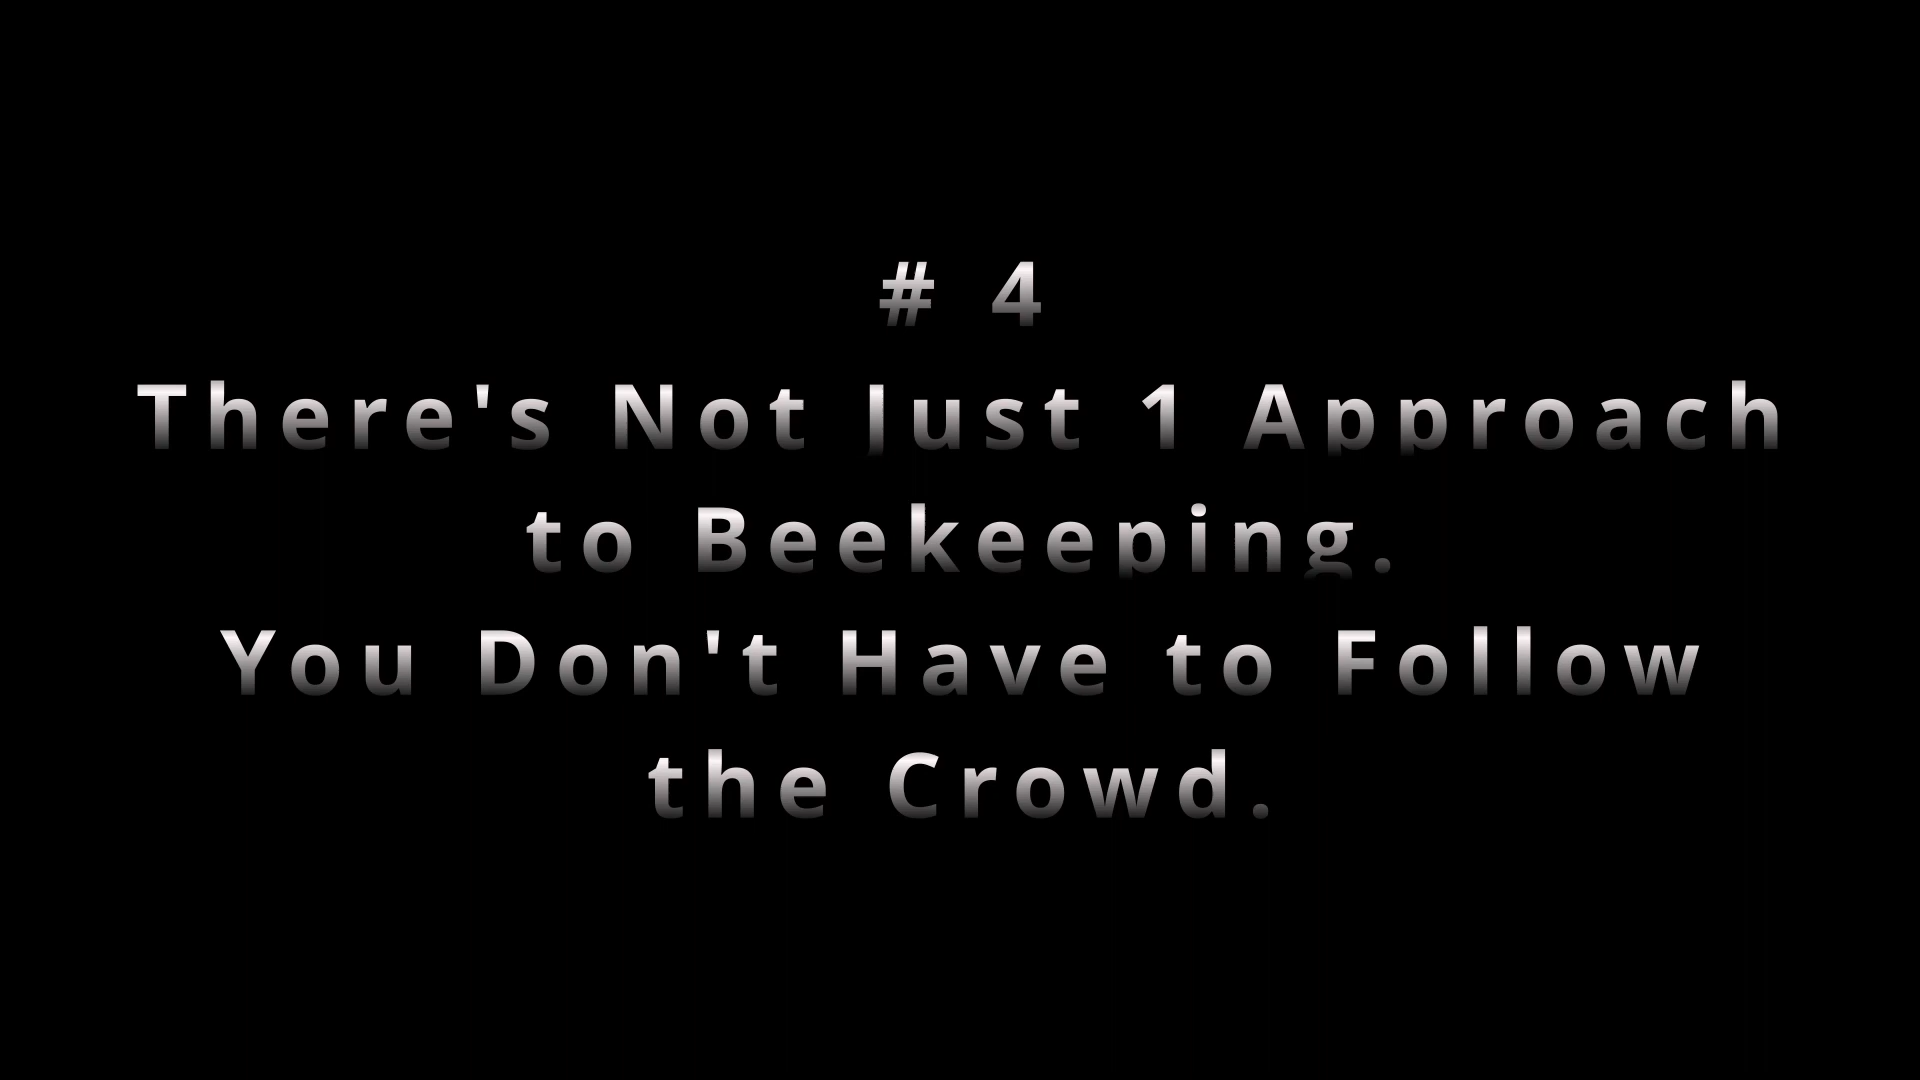 # 4
There's Not Just 1 Approach
to Beekeeping.
You Don't Have to Follow
the Crowd.